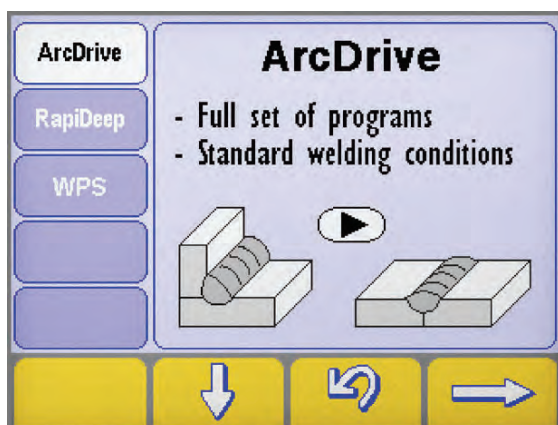 ArcDrive
RapiDeep
WPS
ArcDrive
- Full set of programs
- Standard welding conditions